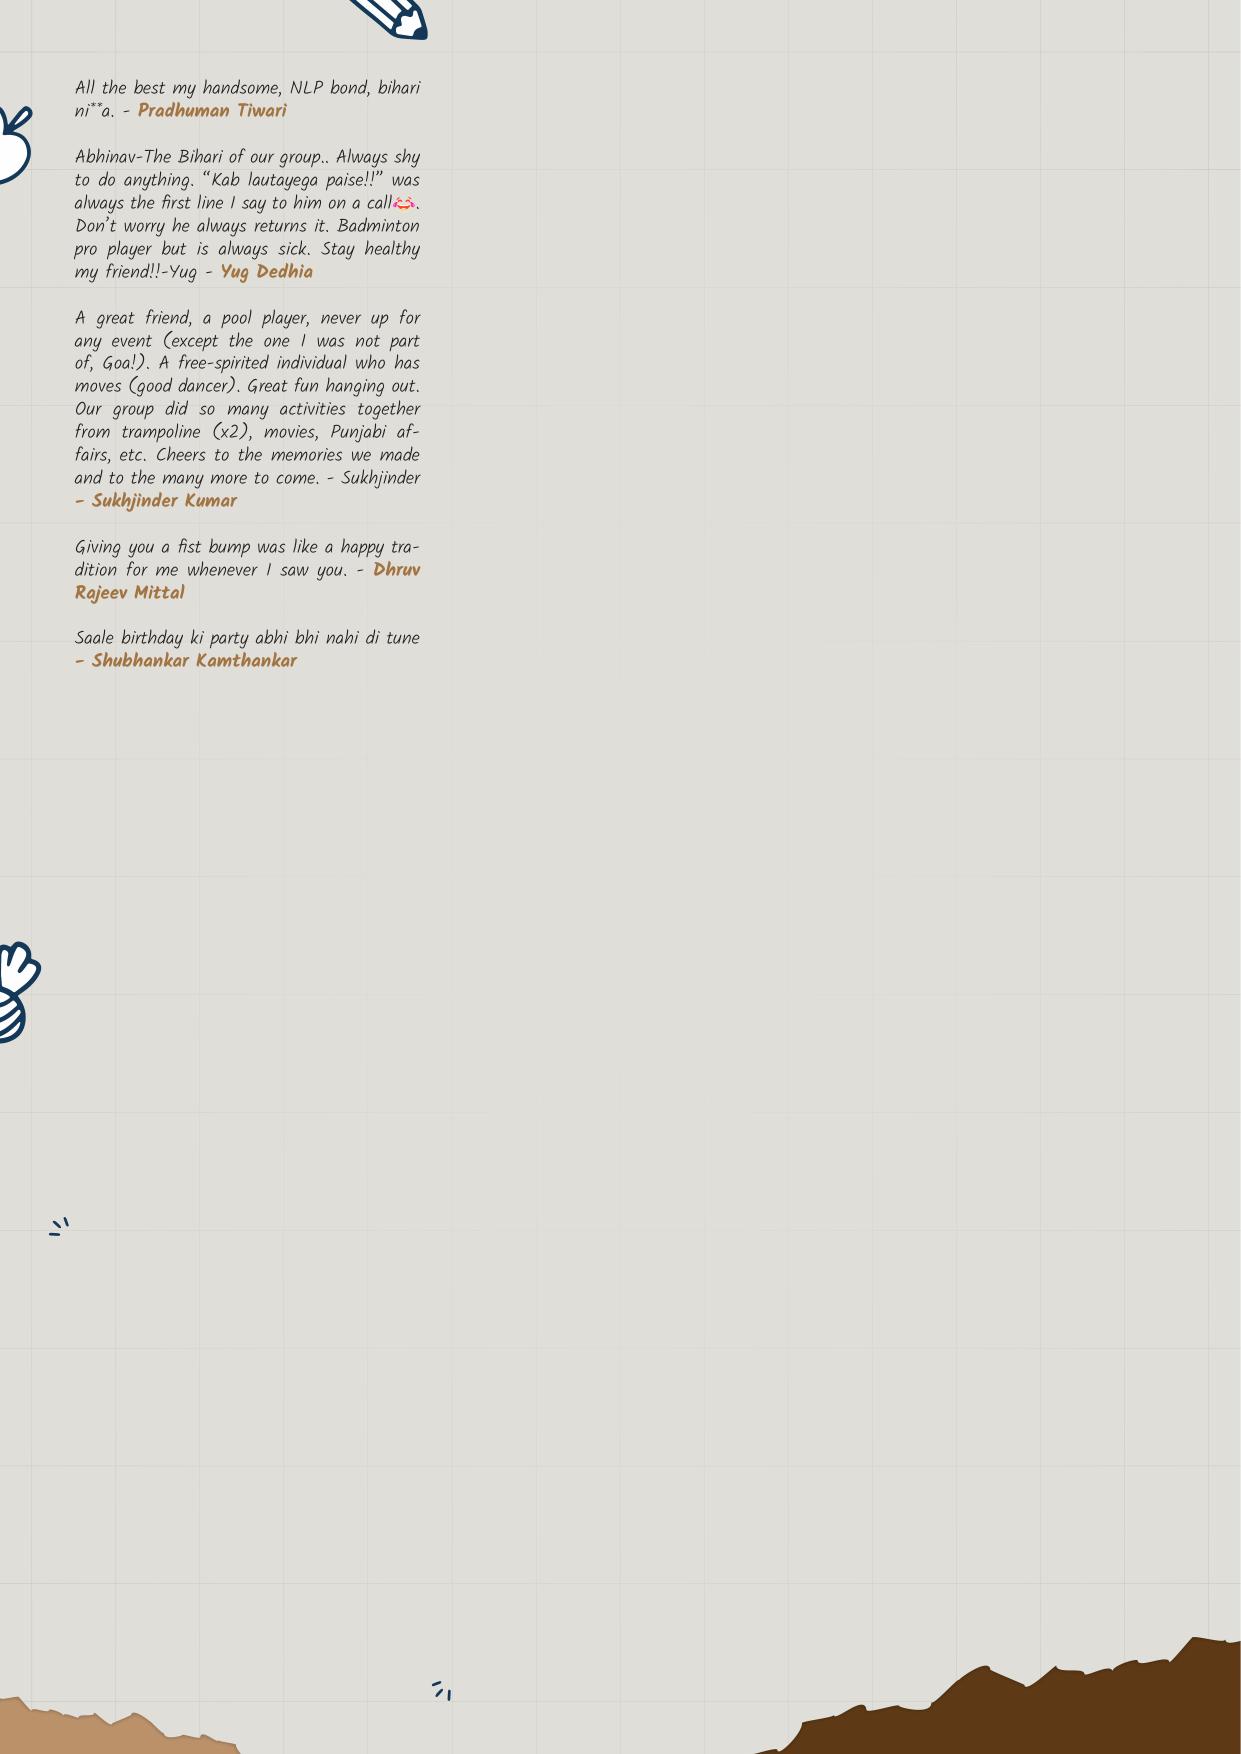 All the best my handsome, NLP bond, bihari
ni**a. - Pradhuman Tiwari
Abhinav-The Bihari of our group.. Always shy
to do anything. “Kab lautayega paise!!” was
always the first line I say to him on a call😂.
Don’t worry he always returns it. Badminton
pro player but is always sick. Stay healthy
my friend!!-Yug - Yug Dedhia
A great friend, a pool player, never up for
any event (except the one I was not part
of, Goa!). A free-spirited individual who has
moves (good dancer). Great fun hanging out.
Our group did so many activities together
from trampoline (x2), movies, Punjabi af-
fairs, etc. Cheers to the memories we made
and to the many more to come. - Sukhjinder
- Sukhjinder Kumar
Giving you a fist bump was like a happy tra-
dition for me whenever I saw you. - Dhruv
Rajeev Mittal
Saale birthday ki party abhi bhi nahi di tune
- Shubhankar Kamthankar